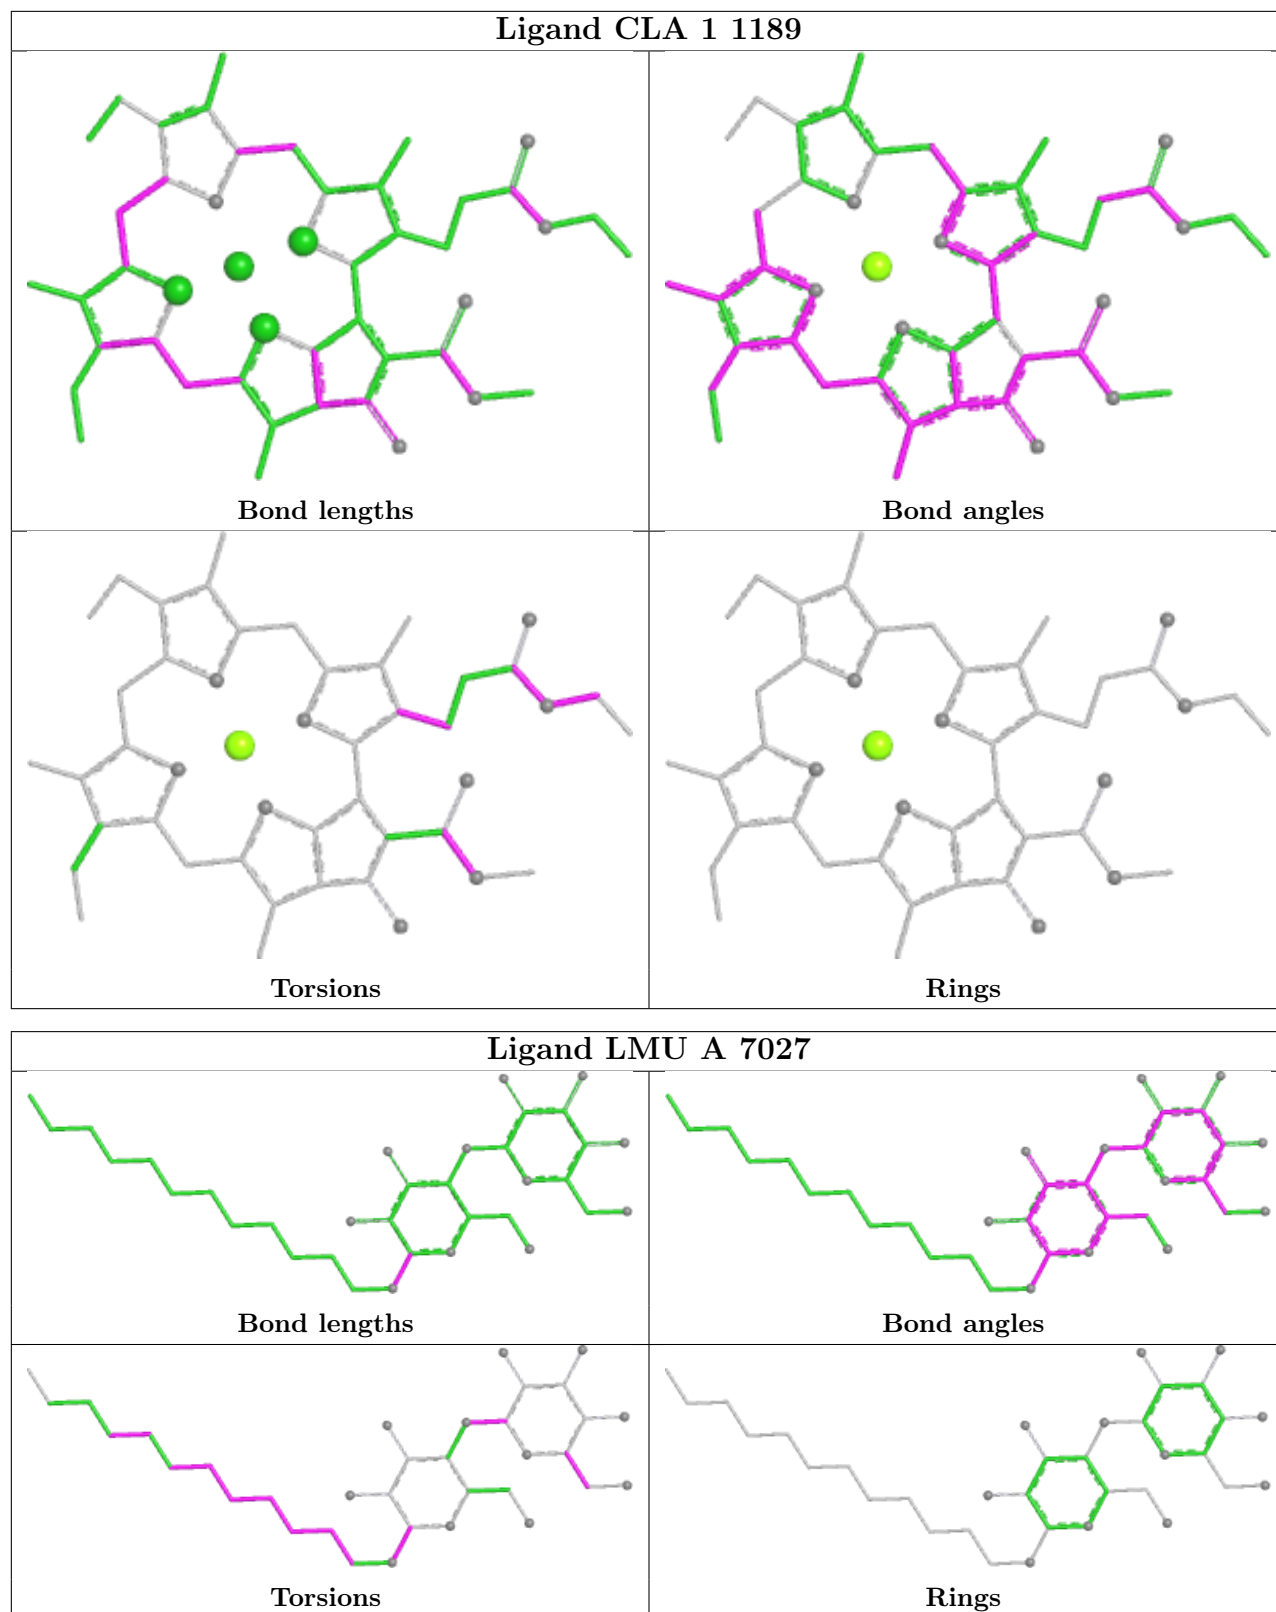 Ligand CLA 1 1189
Bond lengths
Bond angles
Torsions
Rings
Ligand LMU A 7027
Bond lengths
Bond angles
Torsions
Rings